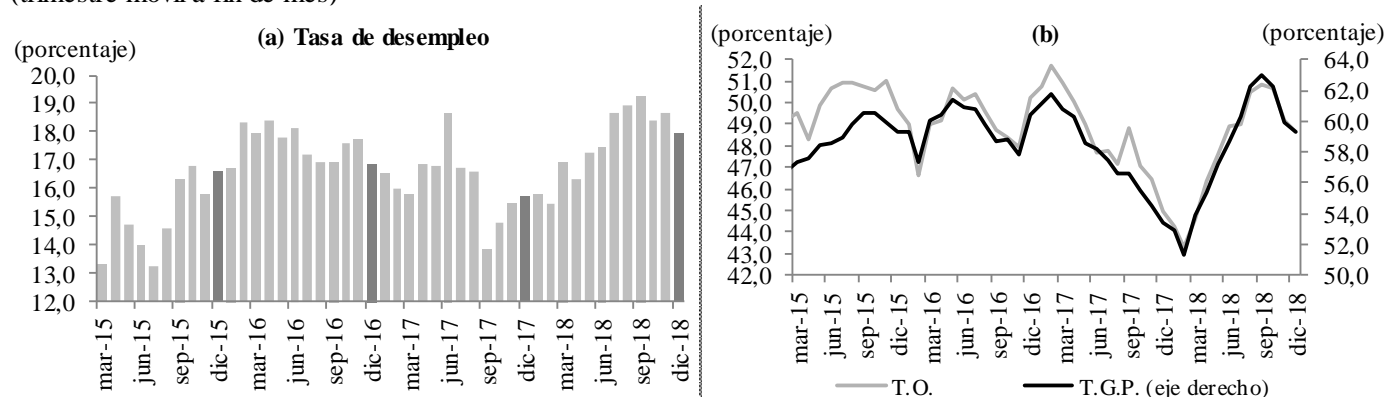 (trimestre móvil a fin de mes)
(a) Tasa de desempleo
(porcentaje)
20,0
19,0
18,0
17,0
16,0
15,0
14,0
13,0
12,0
mar-15
jun-15
sep-15
dic-15
mar-16
jun-16
sep-16
dic-16
mar-17
jun-17
sep-17
dic-17
mar-18
jun-18
sep-18
dic-18
(porcentaje)
(b)
(porcentaje)
52,0
51,0
50,0
49,0
48,0
47,0
46,0
45,0
44,0
43,0
42,0
64,0
62,0
60,0
58,0
56,0
54,0
52,0
50,0
mar-15
jun-15
sep-15
dic-15
mar-16
jun-16
sep-16
dic-16
mar-17
jun-17
sep-17
dic-17
mar-18
jun-18
sep-18
dic-18
T.O.
T.G.P. (eje derecho)